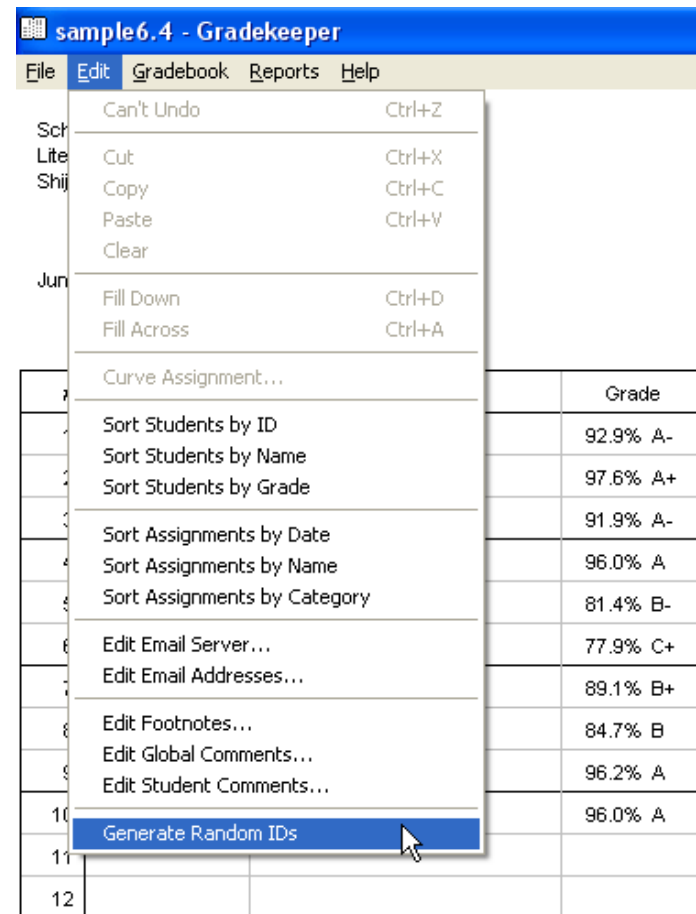 sample6.4 - Gradekeeper
File Edit Gradebook Reports Help
Can't Undo Ctrl+Z
Cut Ctrl+X
Copy Ctrl+C
Paste Ctrl+V
Clear
Fill Down Ctrl+D
Fill Across Ctrl+A
Curve Assignment...
Sort Students by ID
Sort Students by Name
Sort Students by Grade
Sort Assignments by Date
Sort Assignments by Name
Sort Assignments by Category
Edit Email Server...
Edit Email Addresses...
Edit Footnotes...
Edit Global Comments...
Edit Student Comments...
Generate Random IDs
Grade
92.9% A-
97.6% A+
91.9% A-
96.0% A
81.4% B-
77.9% C+
89.1% B+
84.7% B
96.2% A
96.0% A
11
12